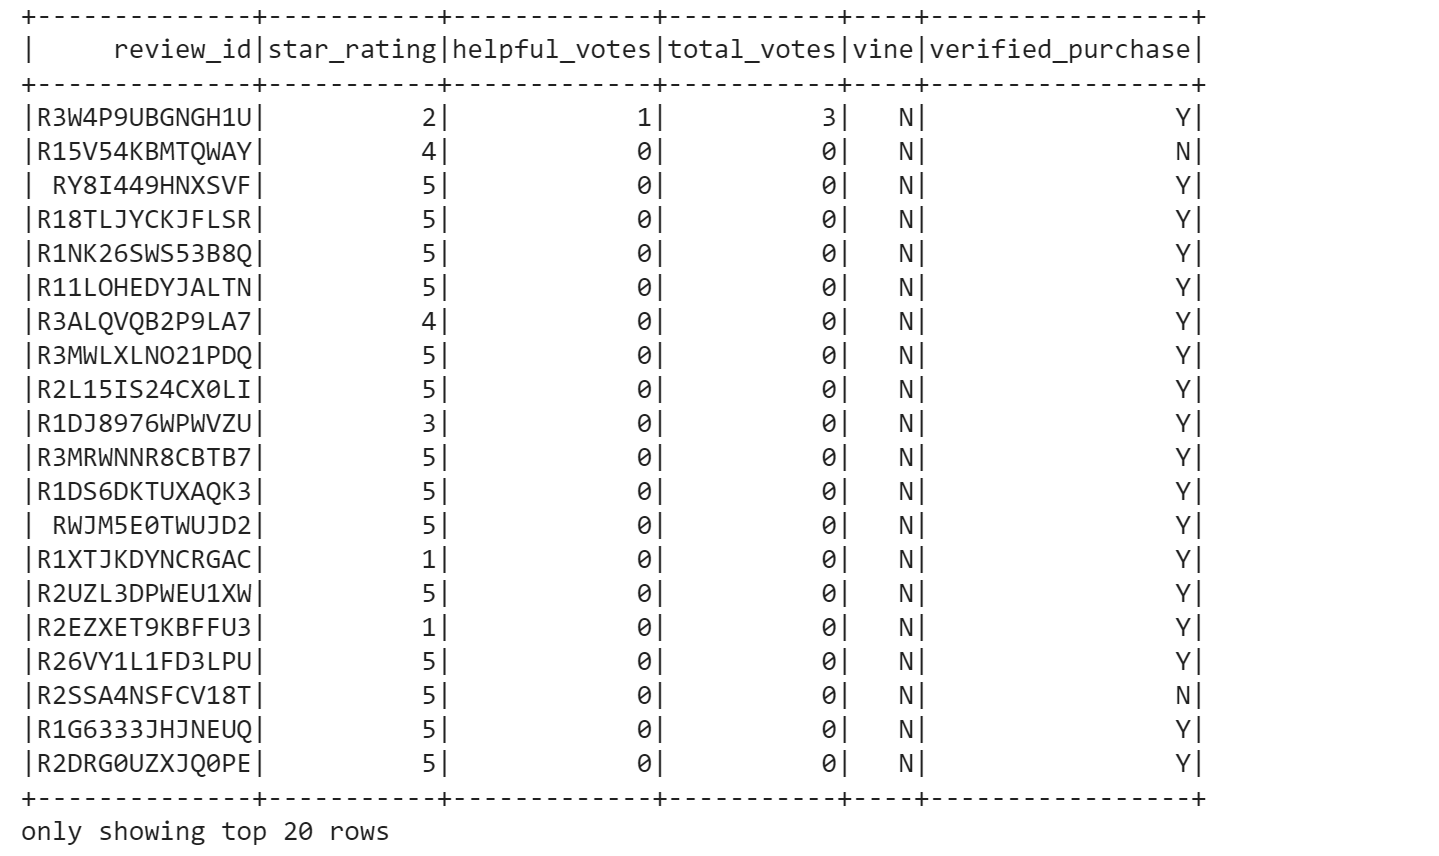 +--------------+-----------+-------------+-----------+----+-----------------+
|     review_id|star_rating|helpful_votes|total_votes|vine|verified_purchase|
+--------------+-----------+-------------+-----------+----+-----------------+
|R3W4P9UBGNGH1U|          2|            1|          3|   N|                Y|
|R15V54KBMTQWAY|          4|            0|          0|   N|                N|
| RY8I449HNXSVF|          5|            0|          0|   N|                Y|
|R18TLJYCKJFLSR|          5|            0|          0|   N|                Y|
|R1NK26SWS53B8Q|          5|            0|          0|   N|                Y|
|R11LOHEDYJALTN|          5|            0|          0|   N|                Y|
|R3ALQVQB2P9LA7|          4|            0|          0|   N|                Y|
|R3MWLXLNO21PDQ|          5|            0|          0|   N|                Y|
|R2L15IS24CX0LI|          5|            0|          0|   N|                Y|
|R1DJ8976WPWVZU|          3|            0|          0|   N|                Y|
|R3MRWNNR8CBTB7|          5|            0|          0|   N|                Y|
|R1DS6DKTUXAQK3|          5|            0|          0|   N|                Y|
| RWJM5E0TWUJD2|          5|            0|          0|   N|                Y|
|R1XTJKDYNCRGAC|          1|            0|          0|   N|                Y|
|R2UZL3DPWEU1XW|          5|            0|          0|   N|                Y|
|R2EZXET9KBFFU3|          1|            0|          0|   N|                Y|
|R26VY1L1FD3LPU|          5|            0|          0|   N|                Y|
|R2SSA4NSFCV18T|          5|            0|          0|   N|                N|
|R1G6333JHJNEUQ|          5|            0|          0|   N|                Y|
|R2DRG0UZXJQ0PE|          5|            0|          0|   N|                Y|
+--------------+-----------+-------------+-----------+----+-----------------+
only showing top 20 rows